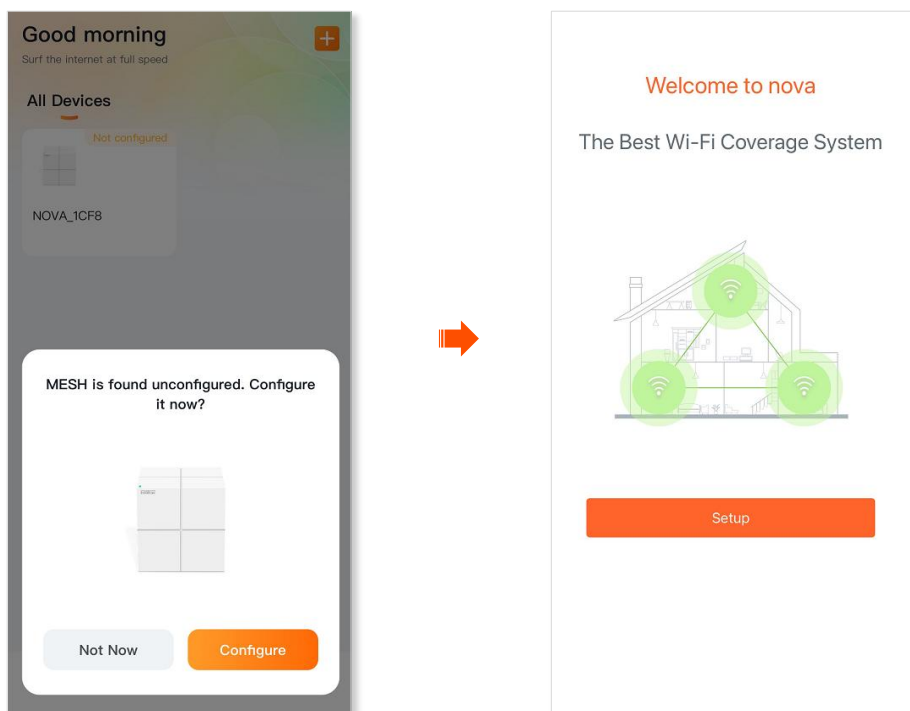 Good morning
Surf the internet at full speed
All Devices
Not configured
NOVA_1CF8
MESH is found unconfigured. Configure
it now?
Not Now
Configure
Welcome to nova
The Best Wi-Fi Coverage System
Setup